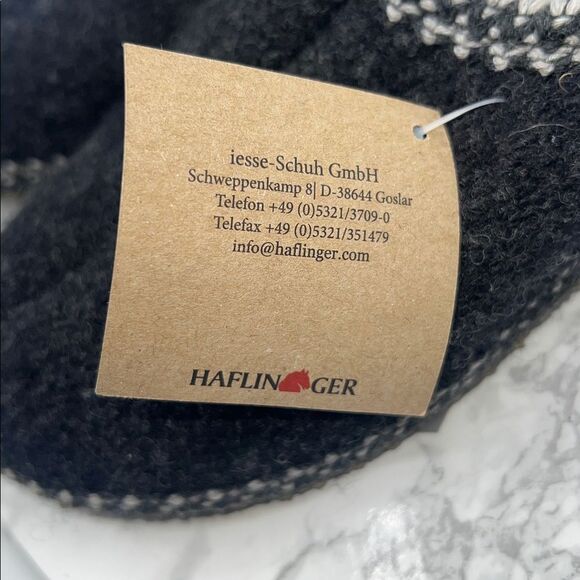 iesse-Schuh GmbH
Schweppenkamp 8| D-38644 Goslar
Telefon +49 (0)5321/3709-0
Telefax +49 (0)5321/351479
info@haflinger.com
HAFLINGER